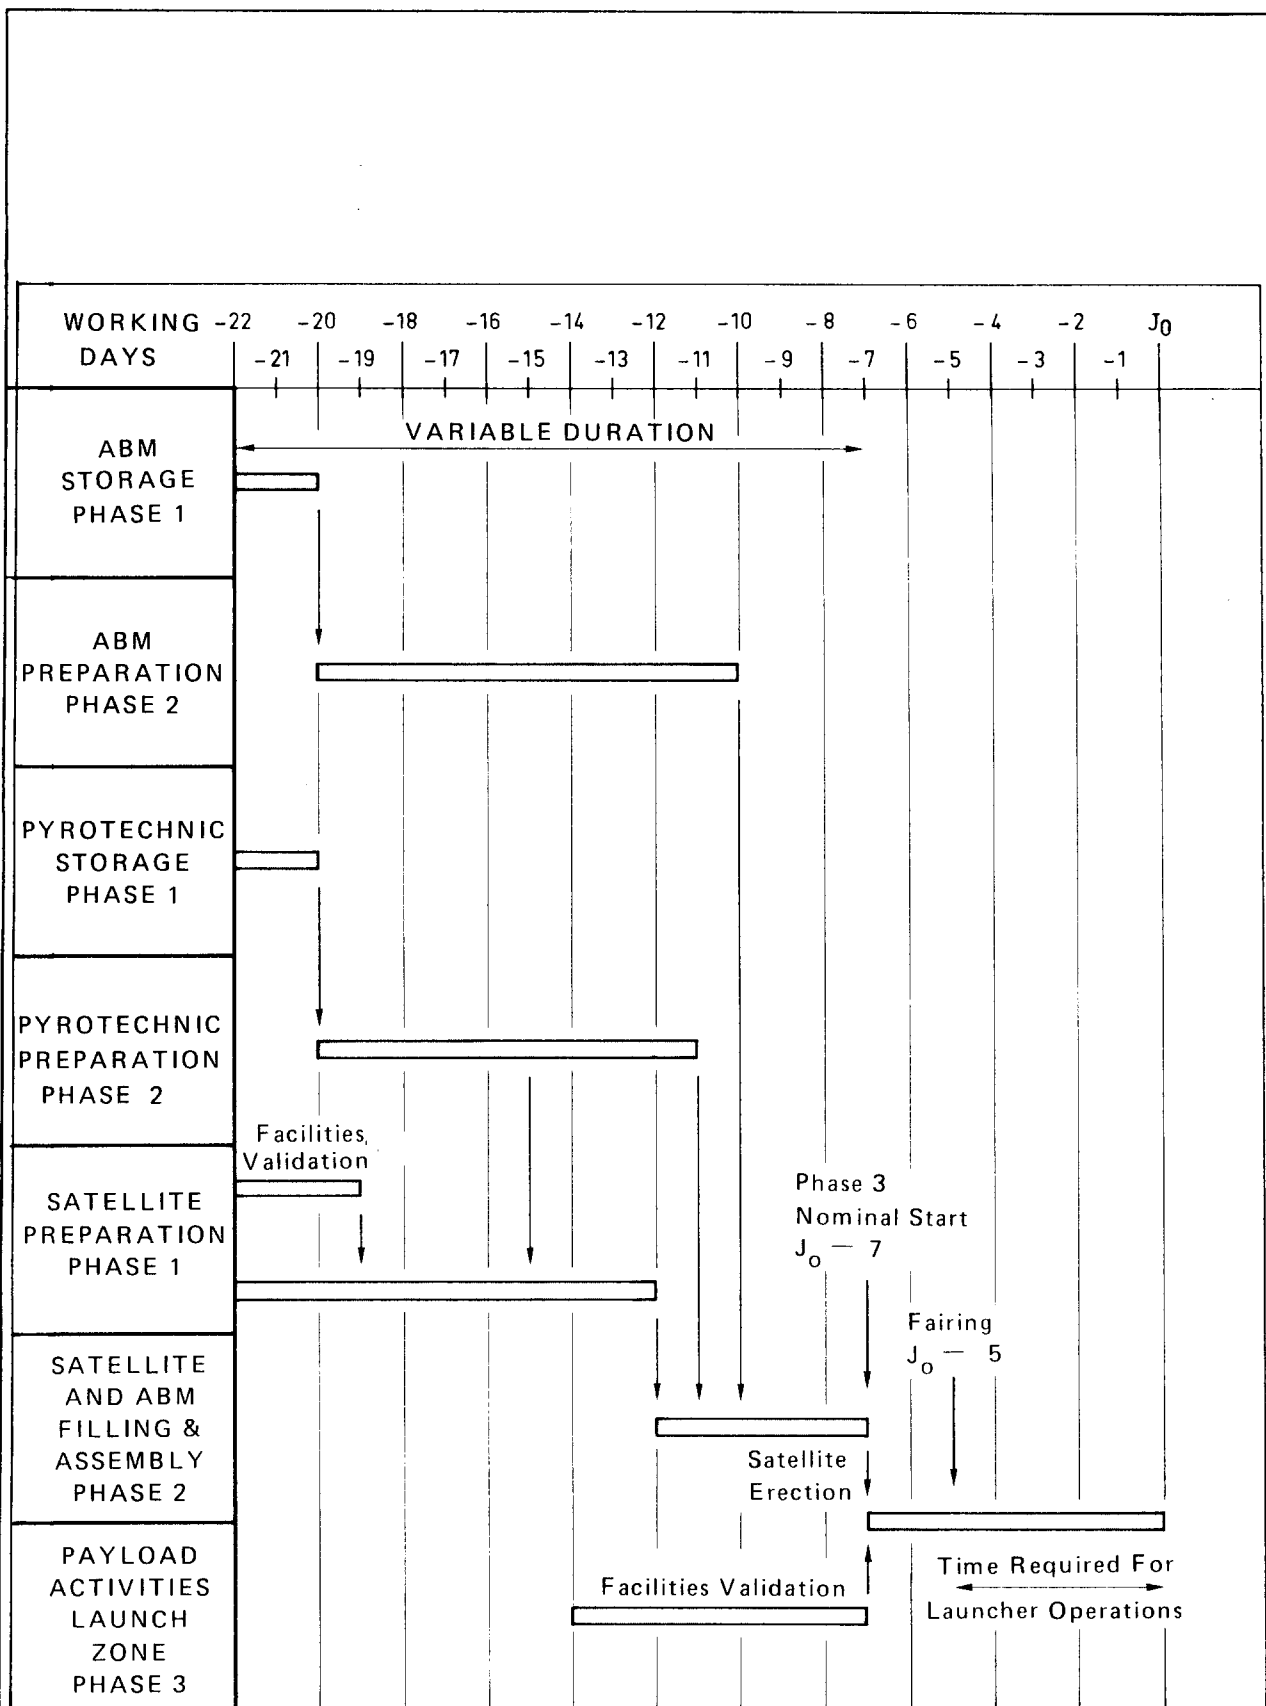 WORKING -22 -20 -18 -16 -14 -12 -10 -8 -6 -4 -2 J0
DAYS -21 -19 -17 -15 -13 -11 -9 -7 -5 -3 -1
VARIABLE DURATION
ABM
STORAGE
PHASE 1
ABM
PREPARATION
PHASE 2
PYROTECHNIC
STORAGE
PHASE 1
PYROTECHNIC
PREPARATION
PHASE 2
Facilities
Validation
SATELLITE
PREPARATION
PHASE 1
Phase 3
Nominal Start
Jo — 7
Fairing
Jo — 5
SATELLITE
AND ABM
FILLING &
ASSEMBLY
PHASE 2
Satellite
Erection
PAYLOAD
ACTIVITIES
LAUNCH
ZONE
PHASE 3
Facilities Validation
Time Required For
Launcher Operations